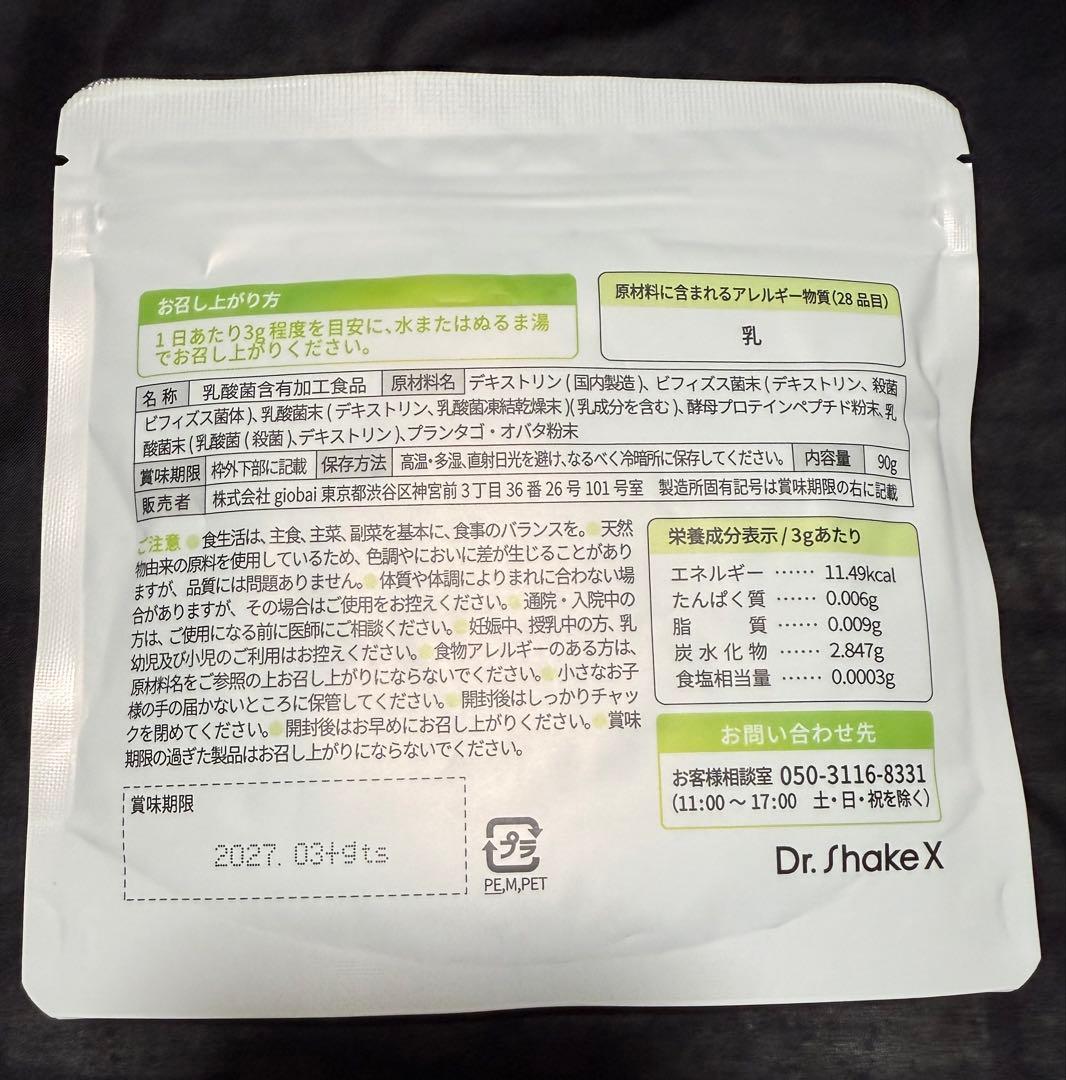 お召し上がり方
1日あたり3g程度を目安に、水またはぬるま湯
でお召し上がりください。
原材料に含まれるアレルギー物質(28品目)
乳
名称 乳酸菌含有加工食品 原材料名 デキストリン(国内製造)、ビフィズス菌末(デキストリン、殺菌
ビフィズス菌体)、乳酸菌末(デキストリン、乳酸菌凍結乾燥末)(乳成分を含む)、酵母プロテインペプチド粉末、乳
酸菌末(乳酸菌(殺菌)、デキストリン)、プランタゴ・オバタ粉末
賞味期限 枠外下部に記載 保存方法 高温・多湿、直射日光を避け、なるべく冷暗所に保存してください。 内容量 90g
販売者 株式会社giobai 東京都渋谷区神宮前3丁目36番26号101号室 製造所固有記号は賞味期限の右に記載
ご注意 ●食生活は、主食、主菜、副菜を基本に、食事のバランスを。●天然
物由来の原料を使用しているため、色調やにおいに差が生じることがあり
ますが、品質には問題ありません。●体質や体調によりまれに合わない場
合がありますが、その場合はご使用をお控えください。●通院・入院中の
方は、ご使用になる前に医師にご相談ください。●妊娠中、授乳中の方、乳
幼児及び小児のご利用はお控えください。●食物アレルギーのある方は、
原材料名をご参照の上お召し上がりにならないでください。●小さなお子
様の手の届かないところに保管してください。●開封後はしっかりチャッ
クを閉めてください。●開封後はお早めにお召し上がりください。●賞味
期限の過ぎた製品はお召し上がりにならないでください。
栄養成分表示/3gあたり
エネルギー …… 11.49kcal
たんぱく質 …… 0.006g
脂質 …… 0.009g
炭水化物 …… 2.847g
食塩相当量 …… 0.0003g
お問い合わせ先
お客様相談室 050-3116-8331
(11:00～17:00 土・日・祝を除く)
賞味期限
2027.03+gts
プラ
PE,M,PET
Dr.Shake X